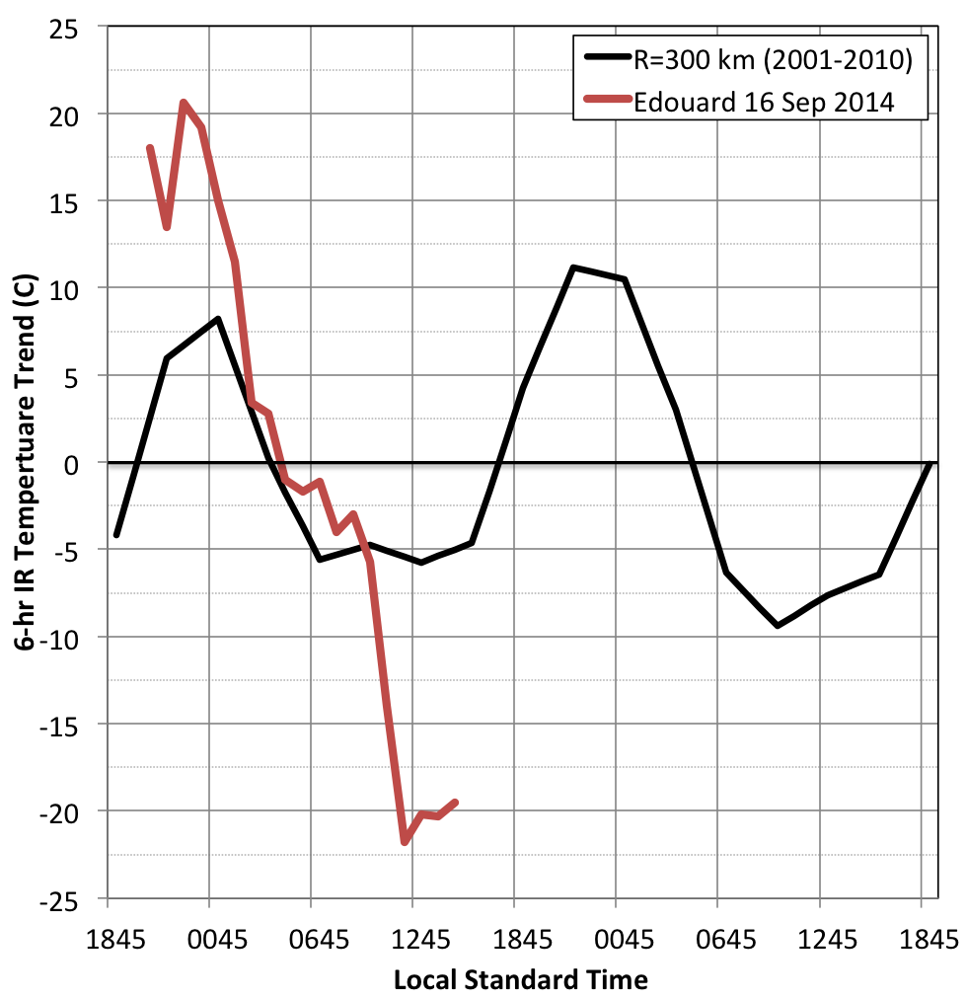 25
20
15
10
5
0
-5
-10
-15
-20
-25
6-hr IR Tempertuare Trend (C)
R=300 km (2001-2010)
Edouard 16 Sep 2014
1845 0045 0645 1245 1845 0045 0645 1245 1845
Local Standard Time